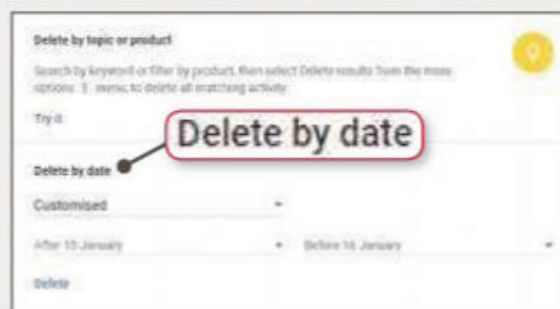 Delete by topic or product
Search by keyword or filter by product, then select Delete results from the more
options ⋮ menu, to delete all matching activity.
Try it
Delete by date
Delete by date
Customised
After 15 January Before 16 January
Delete